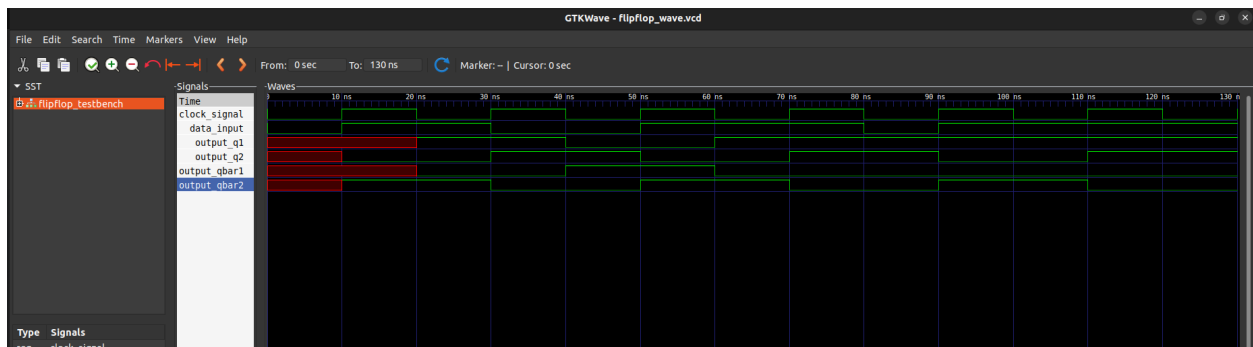 GTKWave - flipflop_wave.vcd
File Edit Search Time Markers View Help
From: 0 sec To: 130 ns Marker: -- | Cursor: 0 sec
SST
flipflop_testbench
Type Signals
Signals
Time
clock_signal
data_input
output_q1
output_q2
output_qbar1
output_qbar2
Waves
10 ns 20 ns 30 ns 40 ns 50 ns 60 ns 70 ns 80 ns 90 ns 100 ns 110 ns 120 ns 130 n